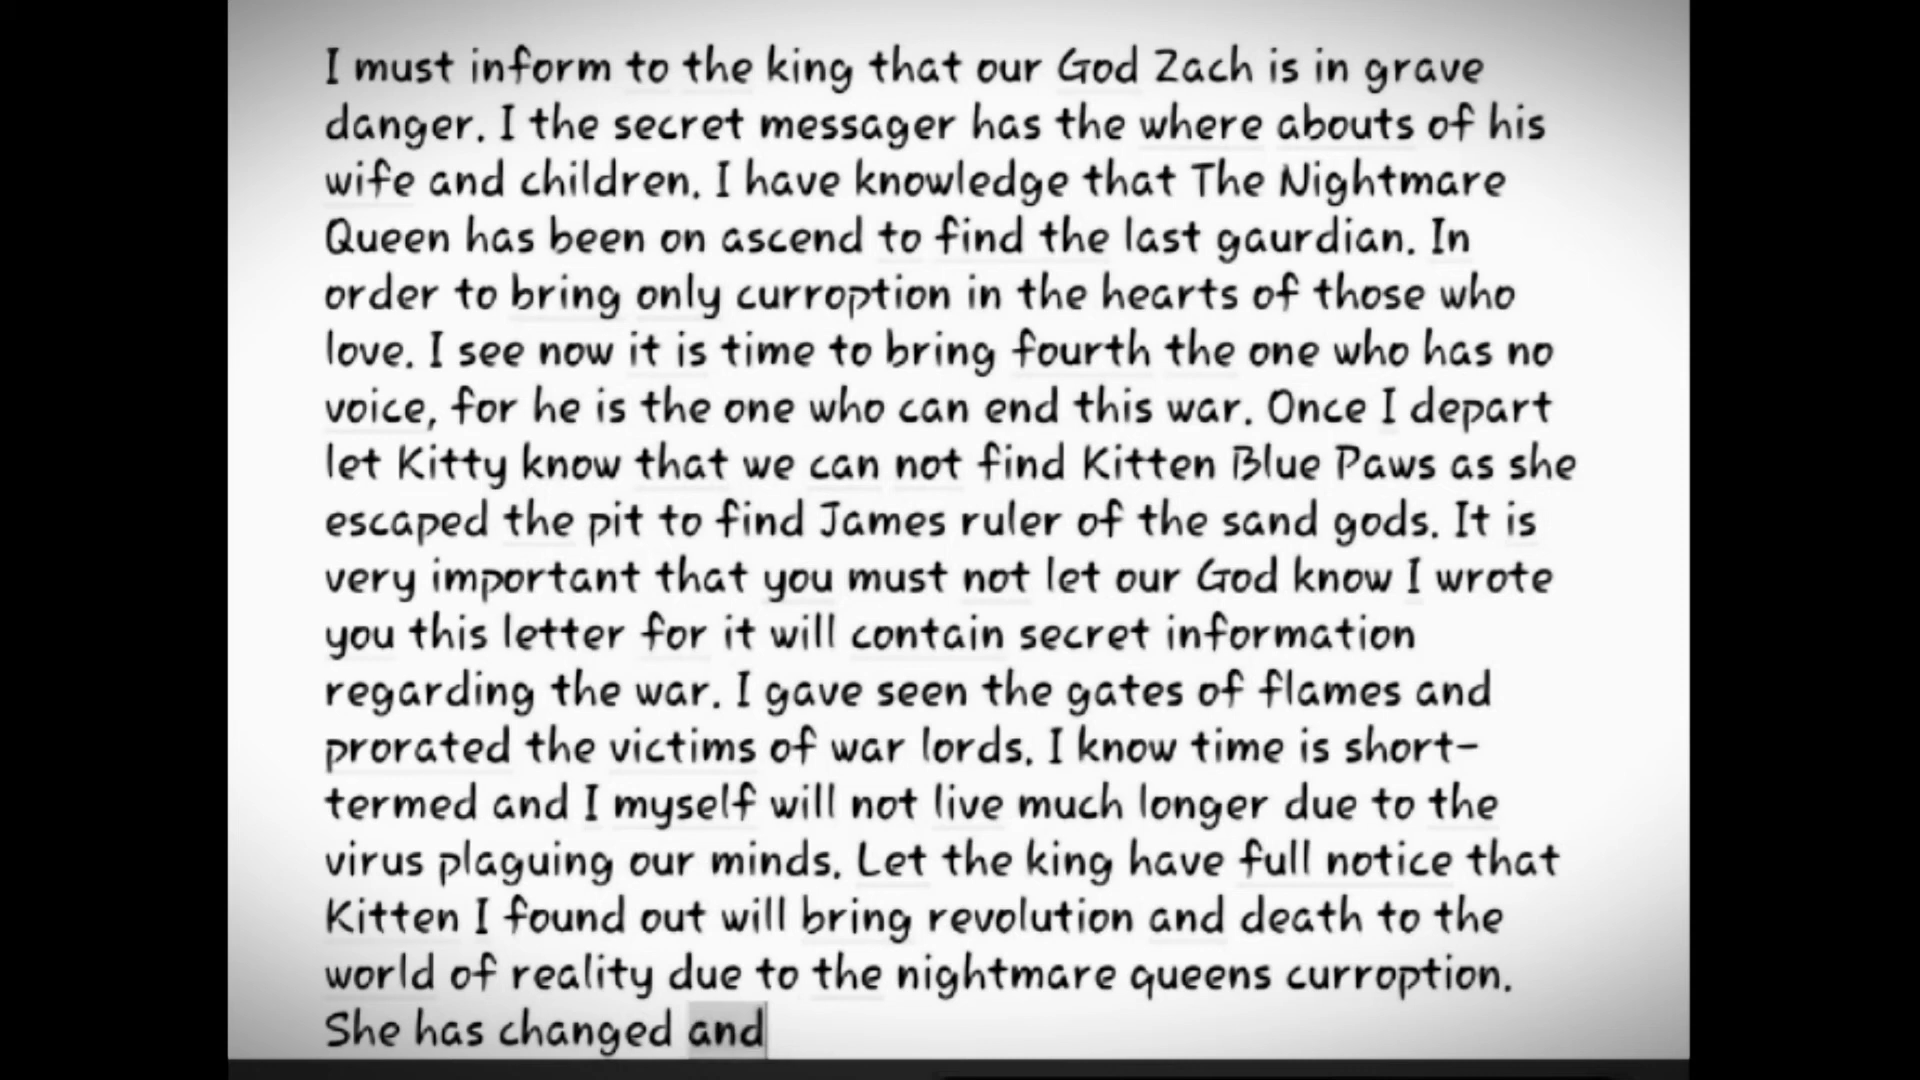 I must inform to the king that our God Zach is in grave
danger. I the secret messager has the where abouts of his
wife and children. I have knowledge that The Nightmare
Queen has been on ascend to find the last gaurdian. In
order to bring only curroption in the hearts of those who
love. I see now it is time to bring fourth the one who has no
voice, for he is the one who can end this war. Once I depart
let Kitty know that we can not find Kitten Blue Paws as she
escaped the pit to find James ruler of the sand gods. It is
very important that you must not let our God know I wrote
you this letter for it will contain secret information
regarding the war. I gave seen the gates of flames and
prorated the victims of war lords. I know time is short-
termed and I myself will not live much longer due to the
virus plaguing our minds. Let the king have full notice that
Kitten I found out will bring revolution and death to the
world of reality due to the nightmare queens curroption.
She has changed and